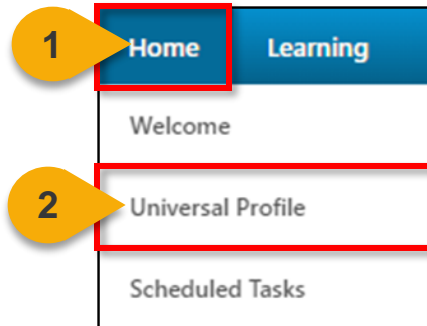 1 Home Learning
Welcome
2 Universal Profile
Scheduled Tasks